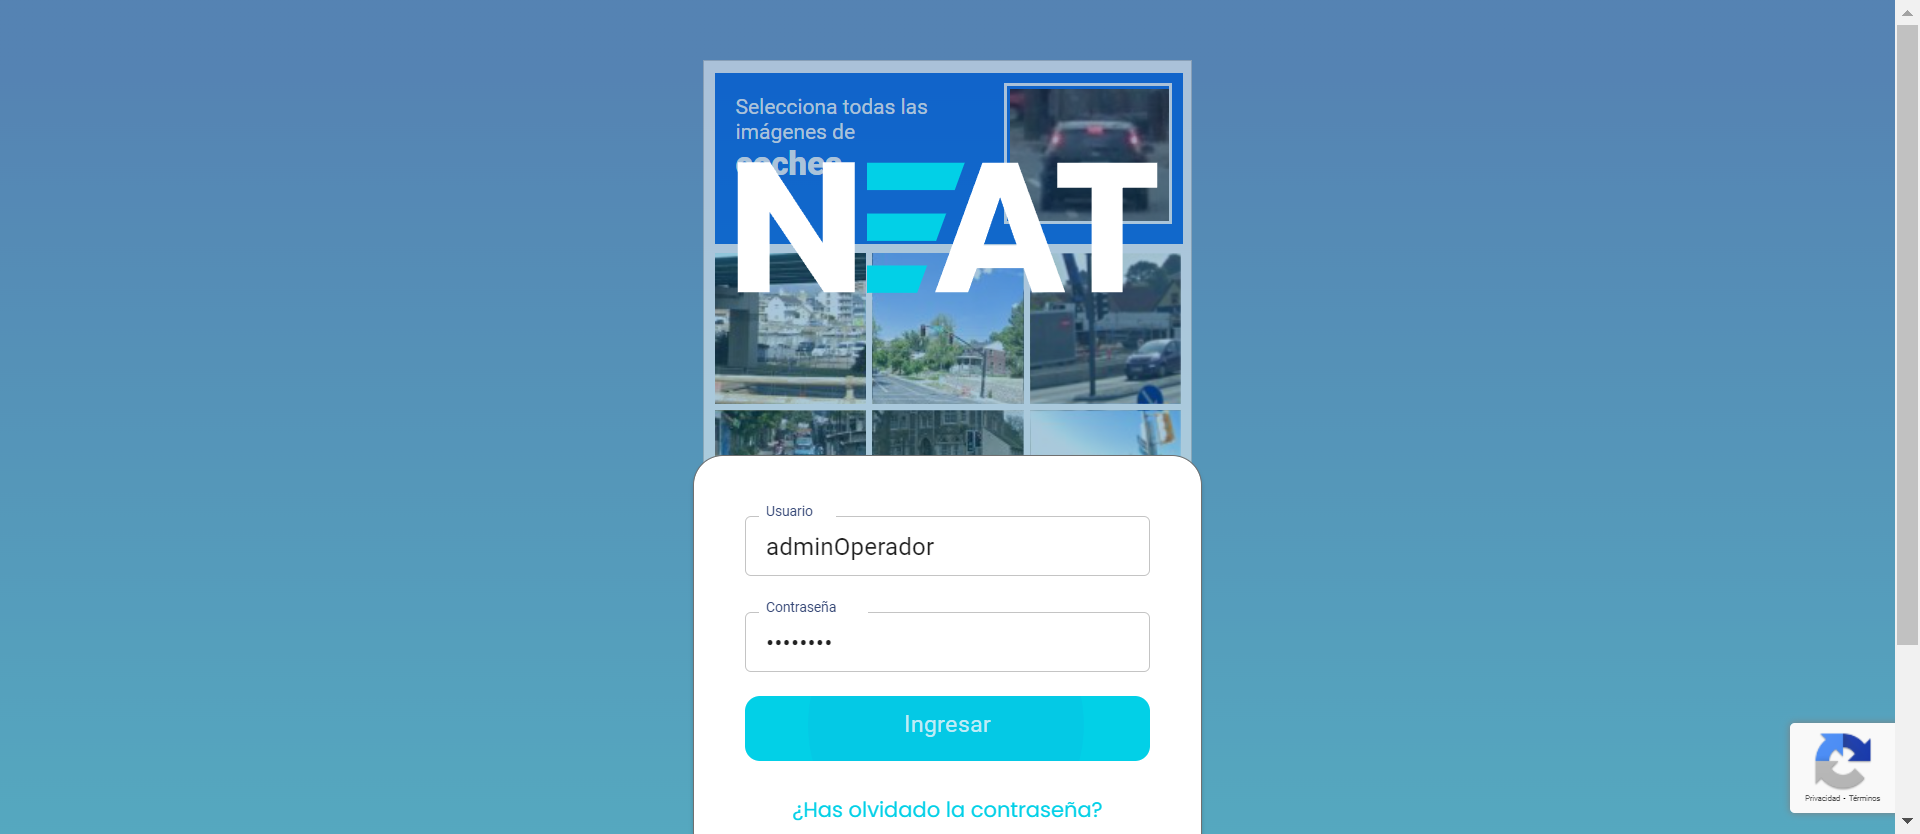 Selecciona todas las
imágenes de
coches
NEAT
Usuario
adminOperador
Contraseña
••••••••
Ingresar
¿Has olvidado la contraseña?
Privacidad - Términos